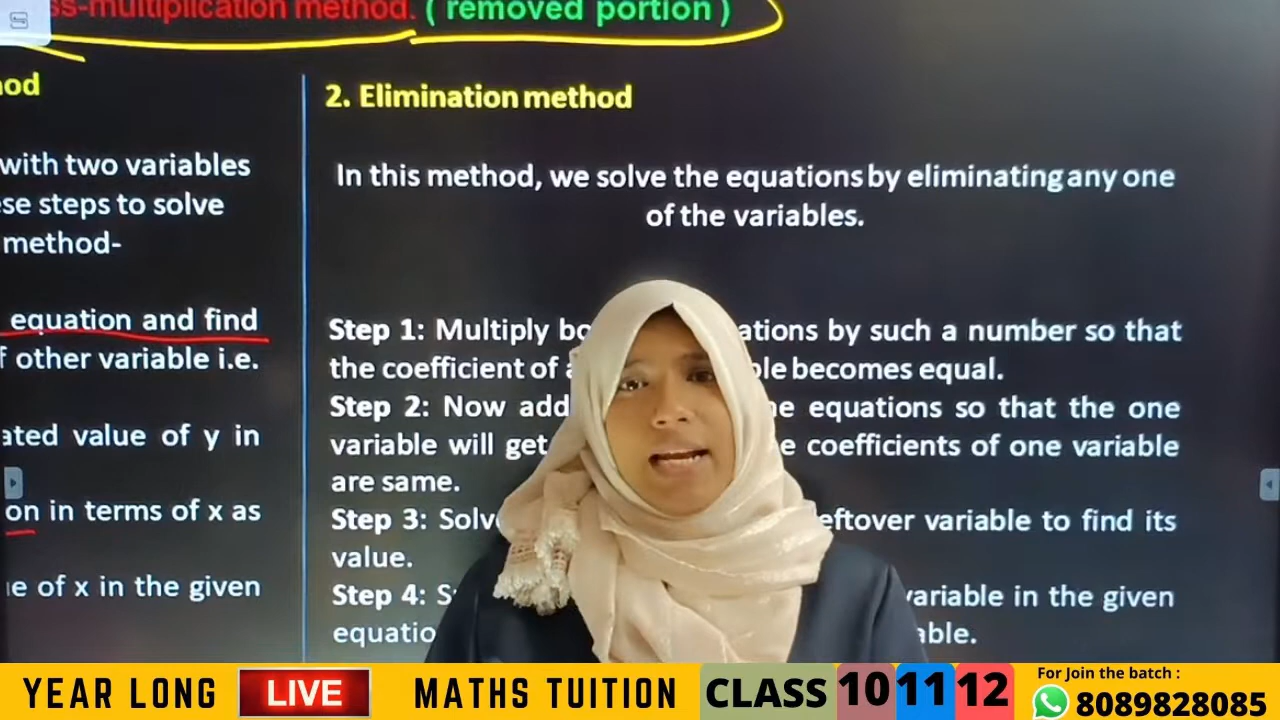 ss-multiplication method. ( removed portion )
hod
with two variables
ese steps to solve
method-
equation and find
f other variable i.e.
ated value of y in
on in terms of x as
ue of x in the given
2. Elimination method
In this method, we solve the equations by eliminating any one
of the variables.
Step 1: Multiply bo ations by such a number so that
the coefficient of a ble becomes equal.
Step 2: Now add e equations so that the one
variable will get e coefficients of one variable
are same.
Step 3: Solve eftover variable to find its
value.
Step 4: S variable in the given
equatio able.
YEAR LONG LIVE MATHS TUITION CLASS 10 11 12
For Join the batch :
8089828085